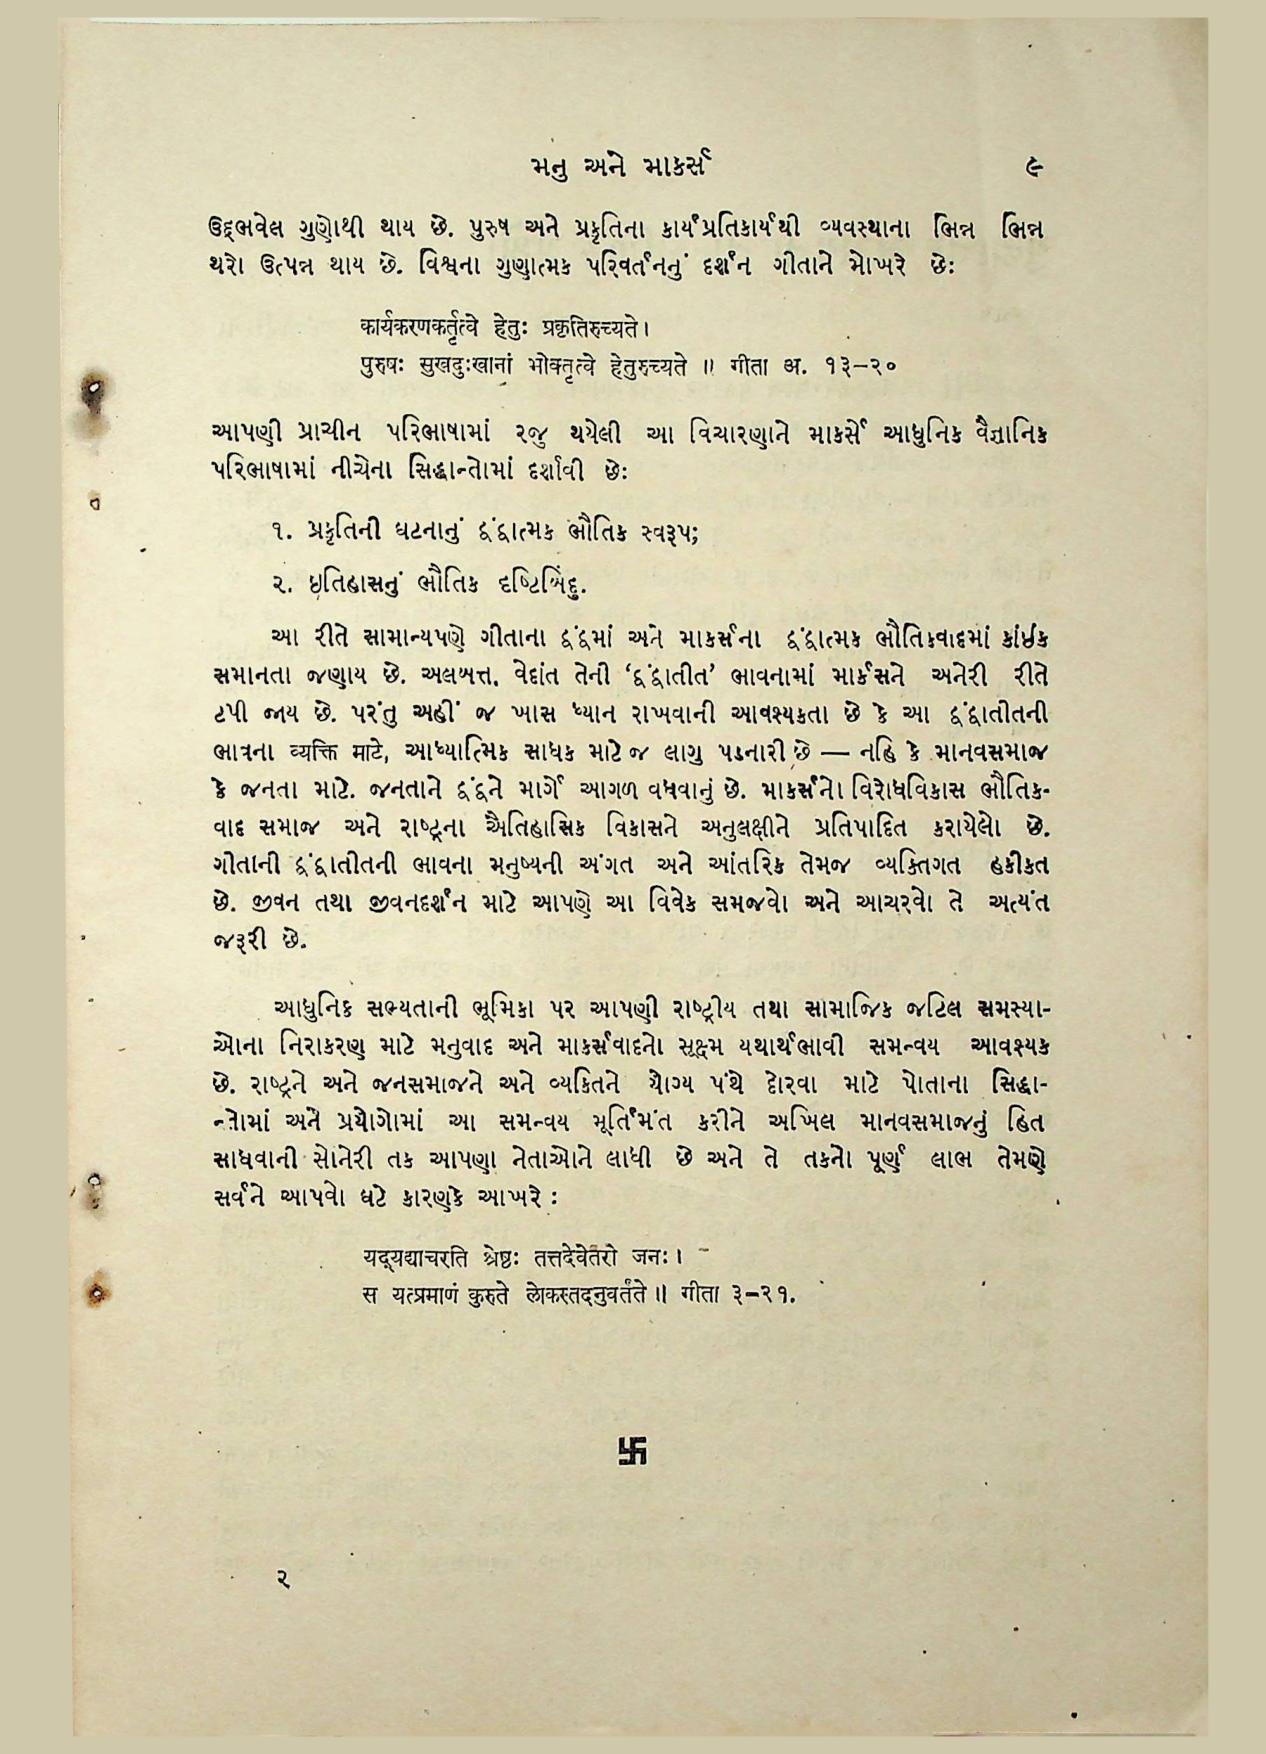 મનુ અને માર્ક્સ ૯
ઉદ્દભવેલ ગુણોથી થાય છે. પુરુષ અને પ્રકૃતિના કાર્યપ્રતિકાર્યથી વ્યવસ્થાના ભિન્ન ભિન્ન
થરો ઉત્પન્ન થાય છે. વિશ્વના ગુણાત્મક પરિવર્તનનું દર્શન ગીતાને મોખરે છેઃ
कार्यकरणकर्तृत्वे हेतुः प्रकृतिरुच्यते।
पुरुषः सुखदुःखानां भोक्तृत्वे हेतुरुच्यते ॥ गीता अ. १३-२०
આપણી પ્રાચીન પરિભાષામાં રજુ થયેલી આ વિચારણાને માર્ક્સે આધુનિક વૈજ્ઞાનિક
પરિભાષામાં નીચેના સિદ્ધાન્તોમાં દર્શાવી છેઃ
૧. પ્રકૃતિની ઘટનાનું દ્વંદ્વાત્મક ભૌતિક સ્વરૂપ;
૨. ઇતિહાસનું ભૌતિક દૃષ્ટિબિંદુ.
આ રીતે સામાન્યપણે ગીતાના દ્વંદ્વમાં અને માર્ક્સના દ્વંદ્વાત્મક ભૌતિકવાદમાં કાંઈક
સમાનતા જણાય છે. અલબત્ત, વેદાંત તેની ‘દ્વંદ્વાતીત’ ભાવનામાં માર્કસને અનેરી રીતે
ટપી જાય છે. પરંતુ અહીં જ ખાસ ધ્યાન રાખવાની આવશ્યકતા છે કે આ દ્વંદ્વાતીતની
ભાવના વ્યક્તિ માટે, આધ્યાત્મિક સાધક માટે જ લાગુ પડનારી છે — નહિ કે માનવસમાજ
કે જનતા માટે. જનતાને દ્વંદ્વને માર્ગે આગળ વધવાનું છે. માર્ક્સનો વિરોધવિકાસ ભૌતિક-
વાદ સમાજ અને રાષ્ટ્રના ઐતિહાસિક વિકાસને અનુલક્ષીને પ્રતિપાદિત કરાયેલો છે.
ગીતાની દ્વંદ્વાતીતની ભાવના મનુષ્યની અંગત અને આંતરિક તેમજ વ્યક્તિગત હકીકત
છે. જીવન તથા જીવનદર્શન માટે આપણે આ વિવેક સમજવો અને આચરવો તે અત્યંત
જરૂરી છે.
આધુનિક સભ્યતાની ભૂમિકા પર આપણી રાષ્ટ્રીય તથા સામાજિક જટિલ સમસ્યા-
ઓના નિરાકરણ માટે મનુવાદ અને માર્ક્સવાદનો સૂક્ષ્મ યથાર્થભાવી સમન્વય આવશ્યક
છે. રાષ્ટ્રને અને જનસમાજને અને વ્યકિતને યોગ્ય પંથે દોરવા માટે પોતાના સિદ્ધા-
ન્તોમાં અને પ્રયોગોમાં આ સમન્વય મૂર્તિમંત કરીને અખિલ માનવસમાજનું હિત
સાધવાની સોનેરી તક આપણા નેતાઓને લાધી છે અને તે તકનો પૂર્ણ લાભ તેમણે
સર્વને આપવો ઘટે કારણકે આખરે :
यद्यद्याचरति श्रेष्ठः तत्तदेवेतरो जनः।
स यत्प्रमाणं कुरुते लोकस्तदनुवर्तते॥ गीता ३-२१.
卐
૨